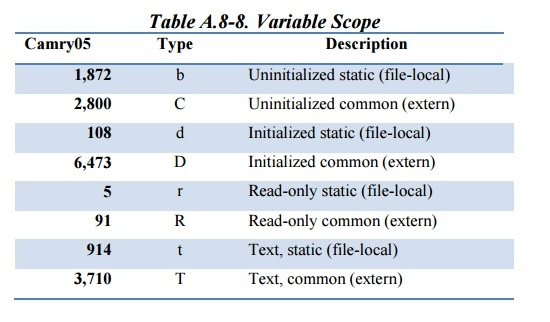 Table A.8-8. Variable Scope
Camry05 Type Description
1,872 b Uninitialized static (file-local)
2,800 C Uninitialized common (extern)
108 d Initialized static (file-local)
6,473 D Initialized common (extern)
5 r Read-only static (file-local)
91 R Read-only common (extern)
914 t Text, static (file-local)
3,710 T Text, common (extern)